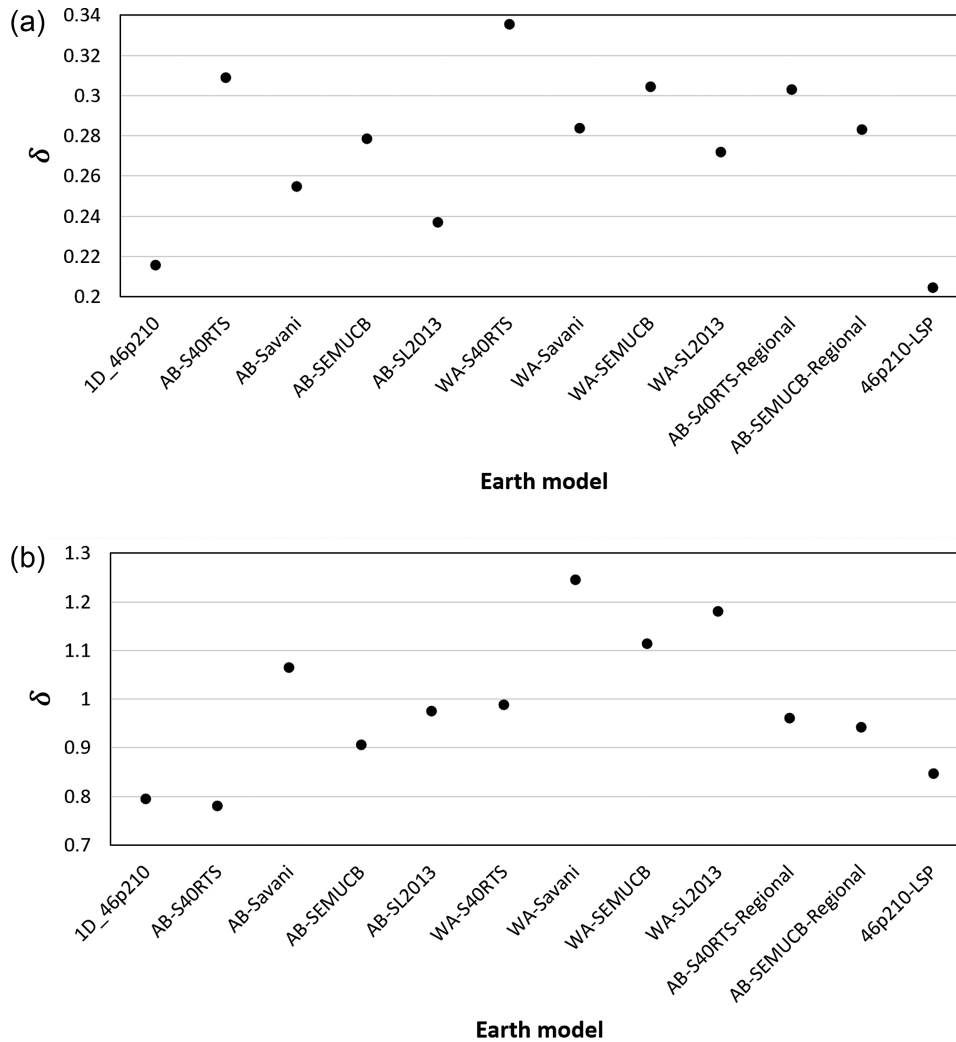 (a)
0.34
0.32
0.3
0.28
0.26
0.24
0.22
0.2
δ
1D_46p210
AB-S40RTS
AB-Savani
AB-SEMUCB
AB-SL2013
WA-S40RTS
WA-Savani
WA-SEMUCB
WA-SL2013
AB-S40RTS-Regional
AB-SEMUCB-Regional
46p210-LSP
Earth model
(b)
1.3
1.2
1.1
1
0.9
0.8
0.7
δ
1D_46p210
AB-S40RTS
AB-Savani
AB-SEMUCB
AB-SL2013
WA-S40RTS
WA-Savani
WA-SEMUCB
WA-SL2013
AB-S40RTS-Regional
AB-SEMUCB-Regional
46p210-LSP
Earth model